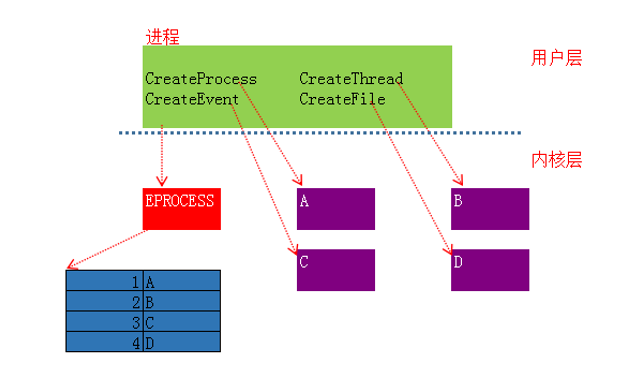 进程
用户层
CreateProcess CreateThread
CreateEvent CreateFile
内核层
EPROCESS A B
C D
1 A
2 B
3 C
4 D